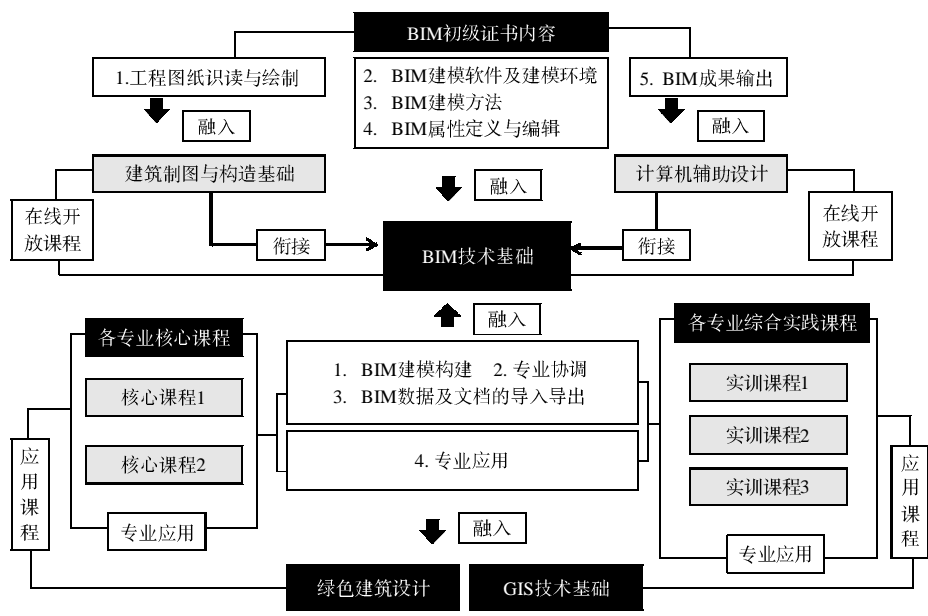 BIM初级证书内容
1.工程图纸识读与绘制
2. BIM建模软件及建模环境
3. BIM建模方法
4. BIM属性定义与编辑
5. BIM成果输出
融入
融入
建筑制图与构造基础
融入
计算机辅助设计
在线开
放课程
衔接
BIM技术基础
衔接
在线开
放课程
融入
各专业核心课程
各专业综合实践课程
1. BIM建模构建 2. 专业协调
3. BIM数据及文档的导入导出
核心课程1
实训课程1
核心课程2
4. 专业应用
实训课程2
实训课程3
应
用
课
程
应
用
课
程
专业应用
融入
专业应用
绿色建筑设计
GIS技术基础